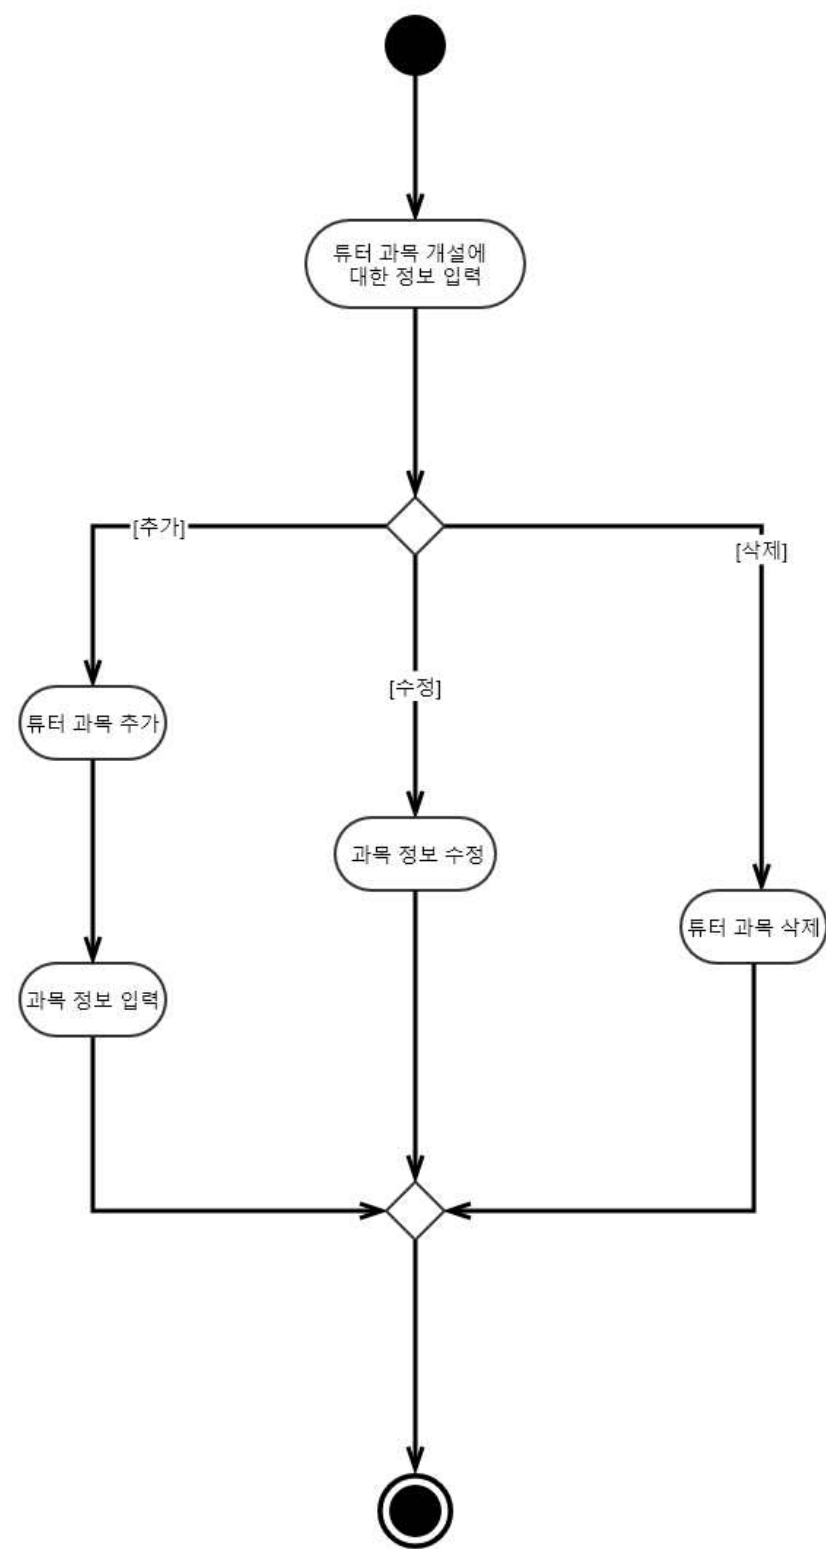 튜터 과목 개설에
대한 정보 입력
[추가]
[삭제]
[수정]
튜터 과목 추가
과목 정보 수정
튜터 과목 삭제
과목 정보 입력